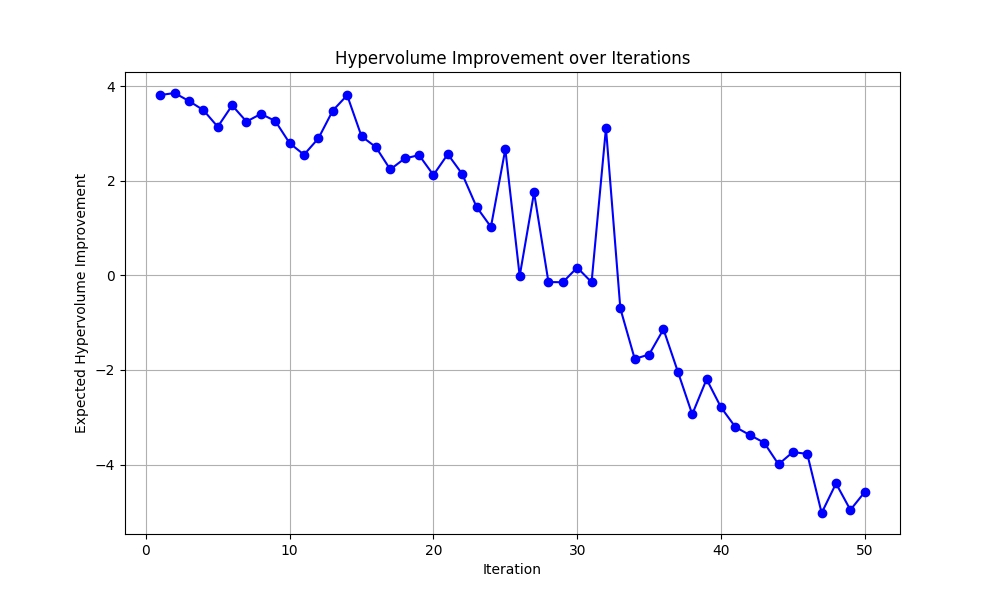 Hypervolume Improvement over Iterations
Expected Hypervolume Improvement
4
2
0
−2
−4
0 10 20 30 40 50
Iteration